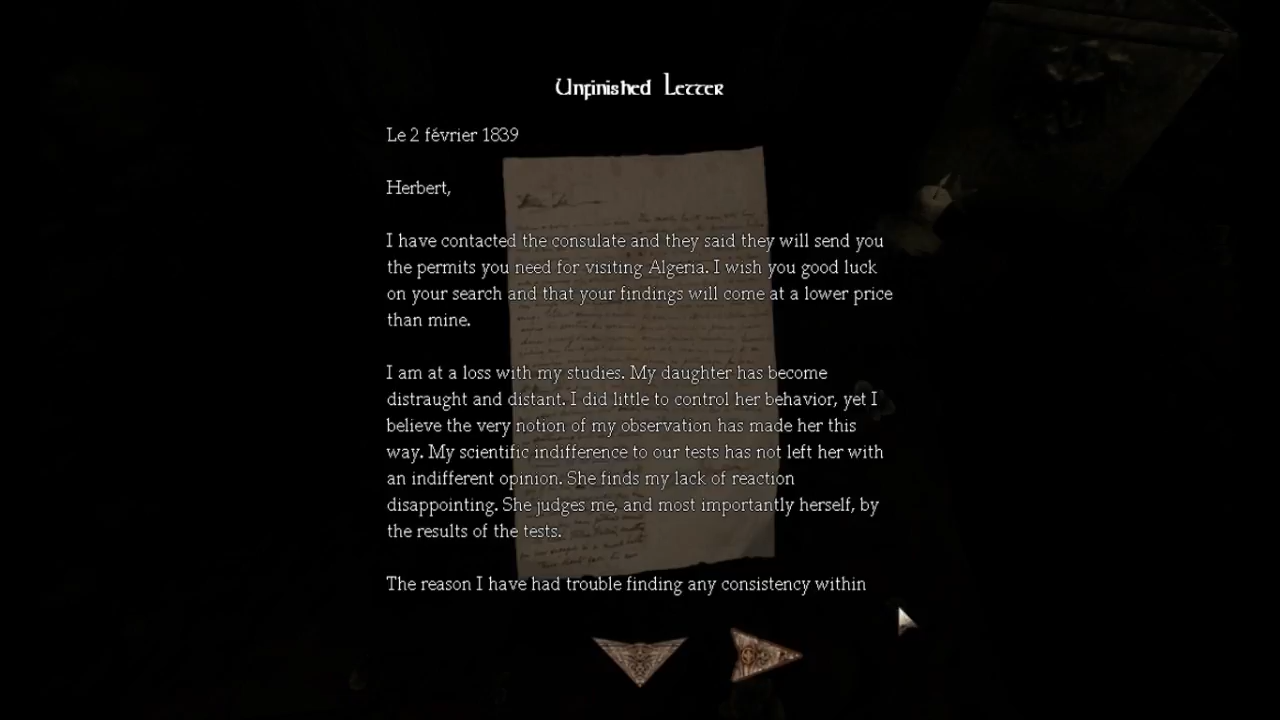 Unfinished Letter
Le 2 février 1839
Herbert,
I have contacted the consulate and they said they will send you
the permits you need for visiting Algeria. I wish you good luck
on your search and that your findings will come at a lower price
than mine.
I am at a loss with my studies. My daughter has become
distraught and distant. I did little to control her behavior, yet I
believe the very notion of my observation has made her this
way. My scientific indifference to our tests has not left her with
an indifferent opinion. She finds my lack of reaction
disappointing. She judges me, and most importantly herself, by
the results of the tests.
The reason I have had trouble finding any consistency within